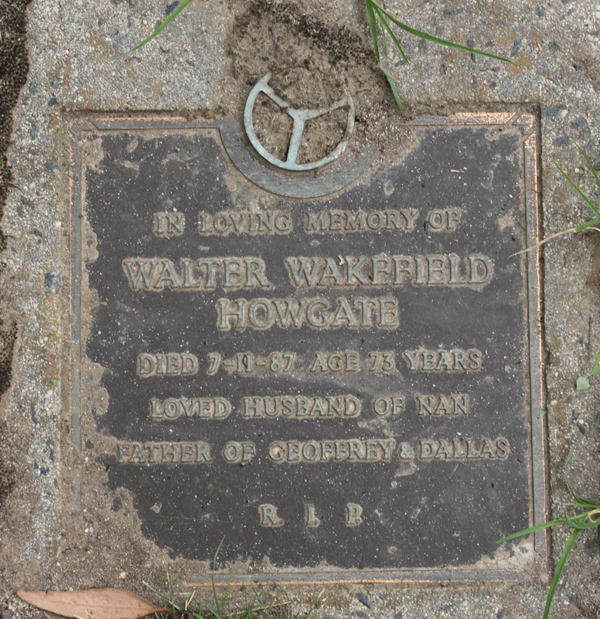 IN LOVING MEMORY OF
WALTER WAKEFIELD
HOWGATE
DIED 7-11-87 AGE 73 YEARS
LOVED HUSBAND OF NAN
FATHER OF GEOFFREY & DALLAS
R. I. P.